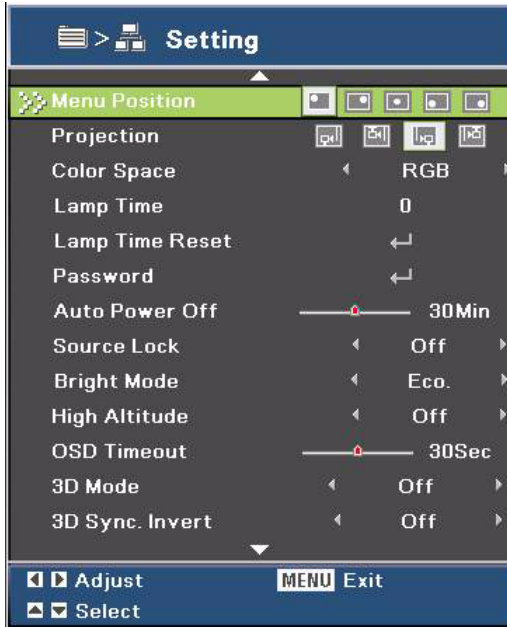 > Setting
Menu Position
Projection
Color Space RGB
Lamp Time 0
Lamp Time Reset
Password
Auto Power Off 30Min
Source Lock Off
Bright Mode Eco.
High Altitude Off
OSD Timeout 30Sec
3D Mode Off
3D Sync. Invert Off
Adjust MENU Exit
Select